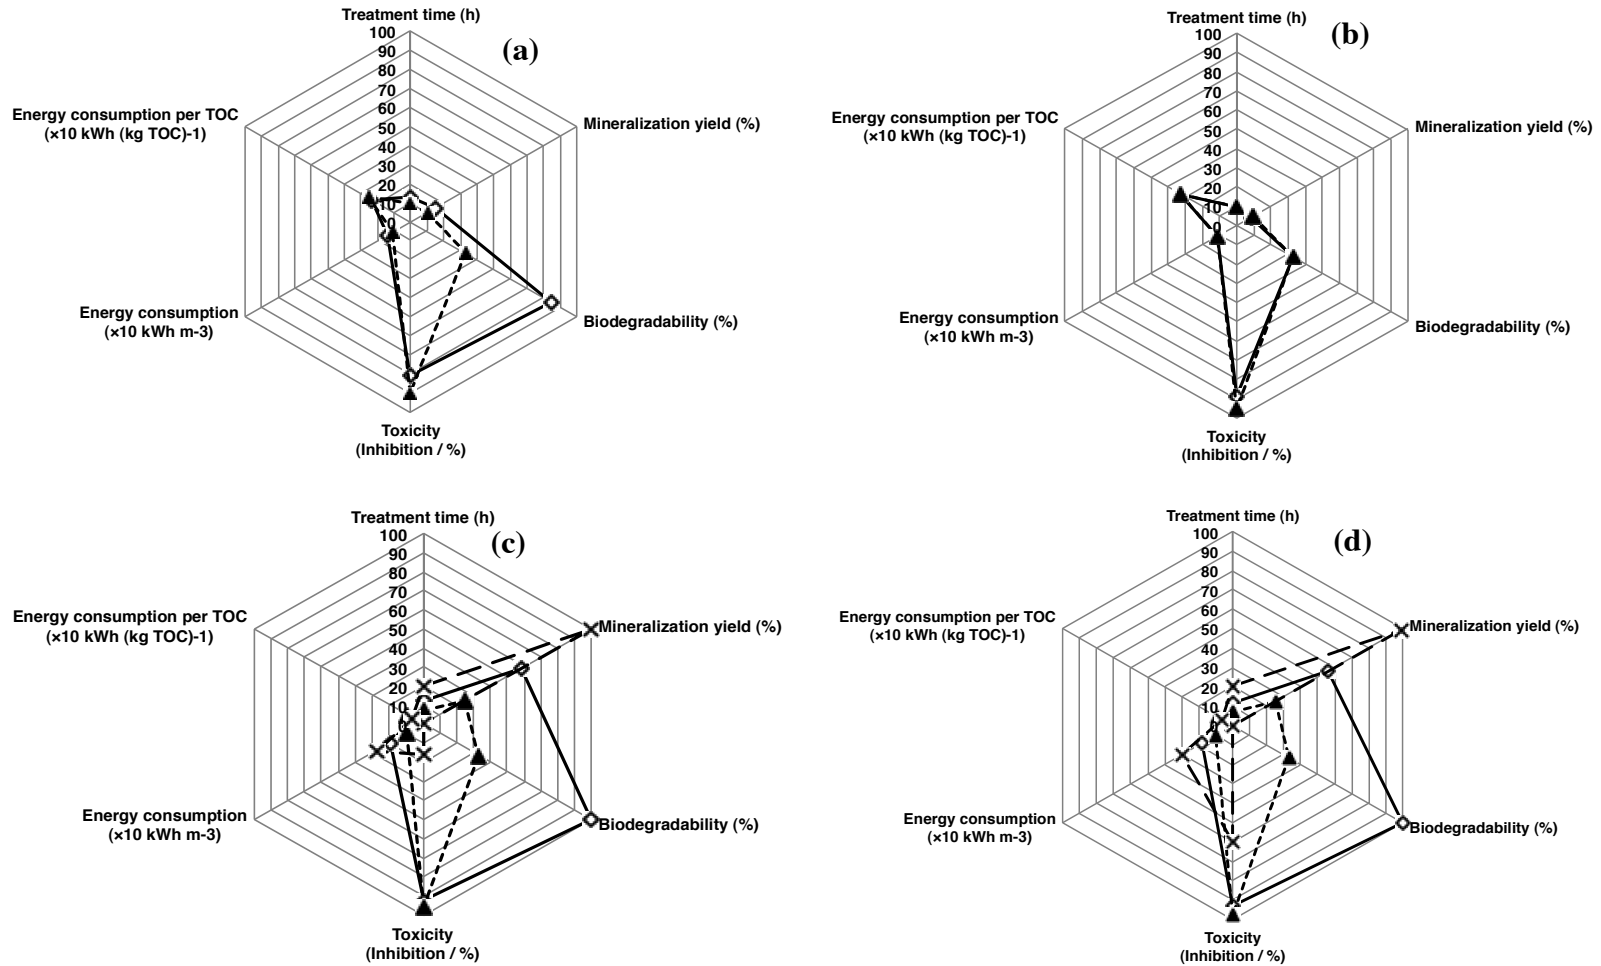 Treatment time (h)
(a)
100
90
80
70
60
50
40
30
20
10
0
Energy consumption per TOC
(×10 kWh (kg TOC)-1)
Mineralization yield (%)
Energy consumption
(×10 kWh m-3)
Biodegradability (%)
Toxicity
(Inhibition / %)
Treatment time (h)
(b)
100
90
80
70
60
50
40
30
20
10
0
Energy consumption per TOC
(×10 kWh (kg TOC)-1)
Mineralization yield (%)
Energy consumption
(×10 kWh m-3)
Biodegradability (%)
Toxicity
(Inhibition / %)
Treatment time (h)
(c)
100
90
80
70
60
50
40
30
20
10
0
Energy consumption per TOC
(×10 kWh (kg TOC)-1)
Mineralization yield (%)
Energy consumption
(×10 kWh m-3)
Biodegradability (%)
Toxicity
(Inhibition / %)
Treatment time (h)
(d)
100
90
80
70
60
50
40
30
20
10
0
Energy consumption per TOC
(×10 kWh (kg TOC)-1)
Mineralization yield (%)
Energy consumption
(×10 kWh m-3)
Biodegradability (%)
Toxicity
(Inhibition / %)